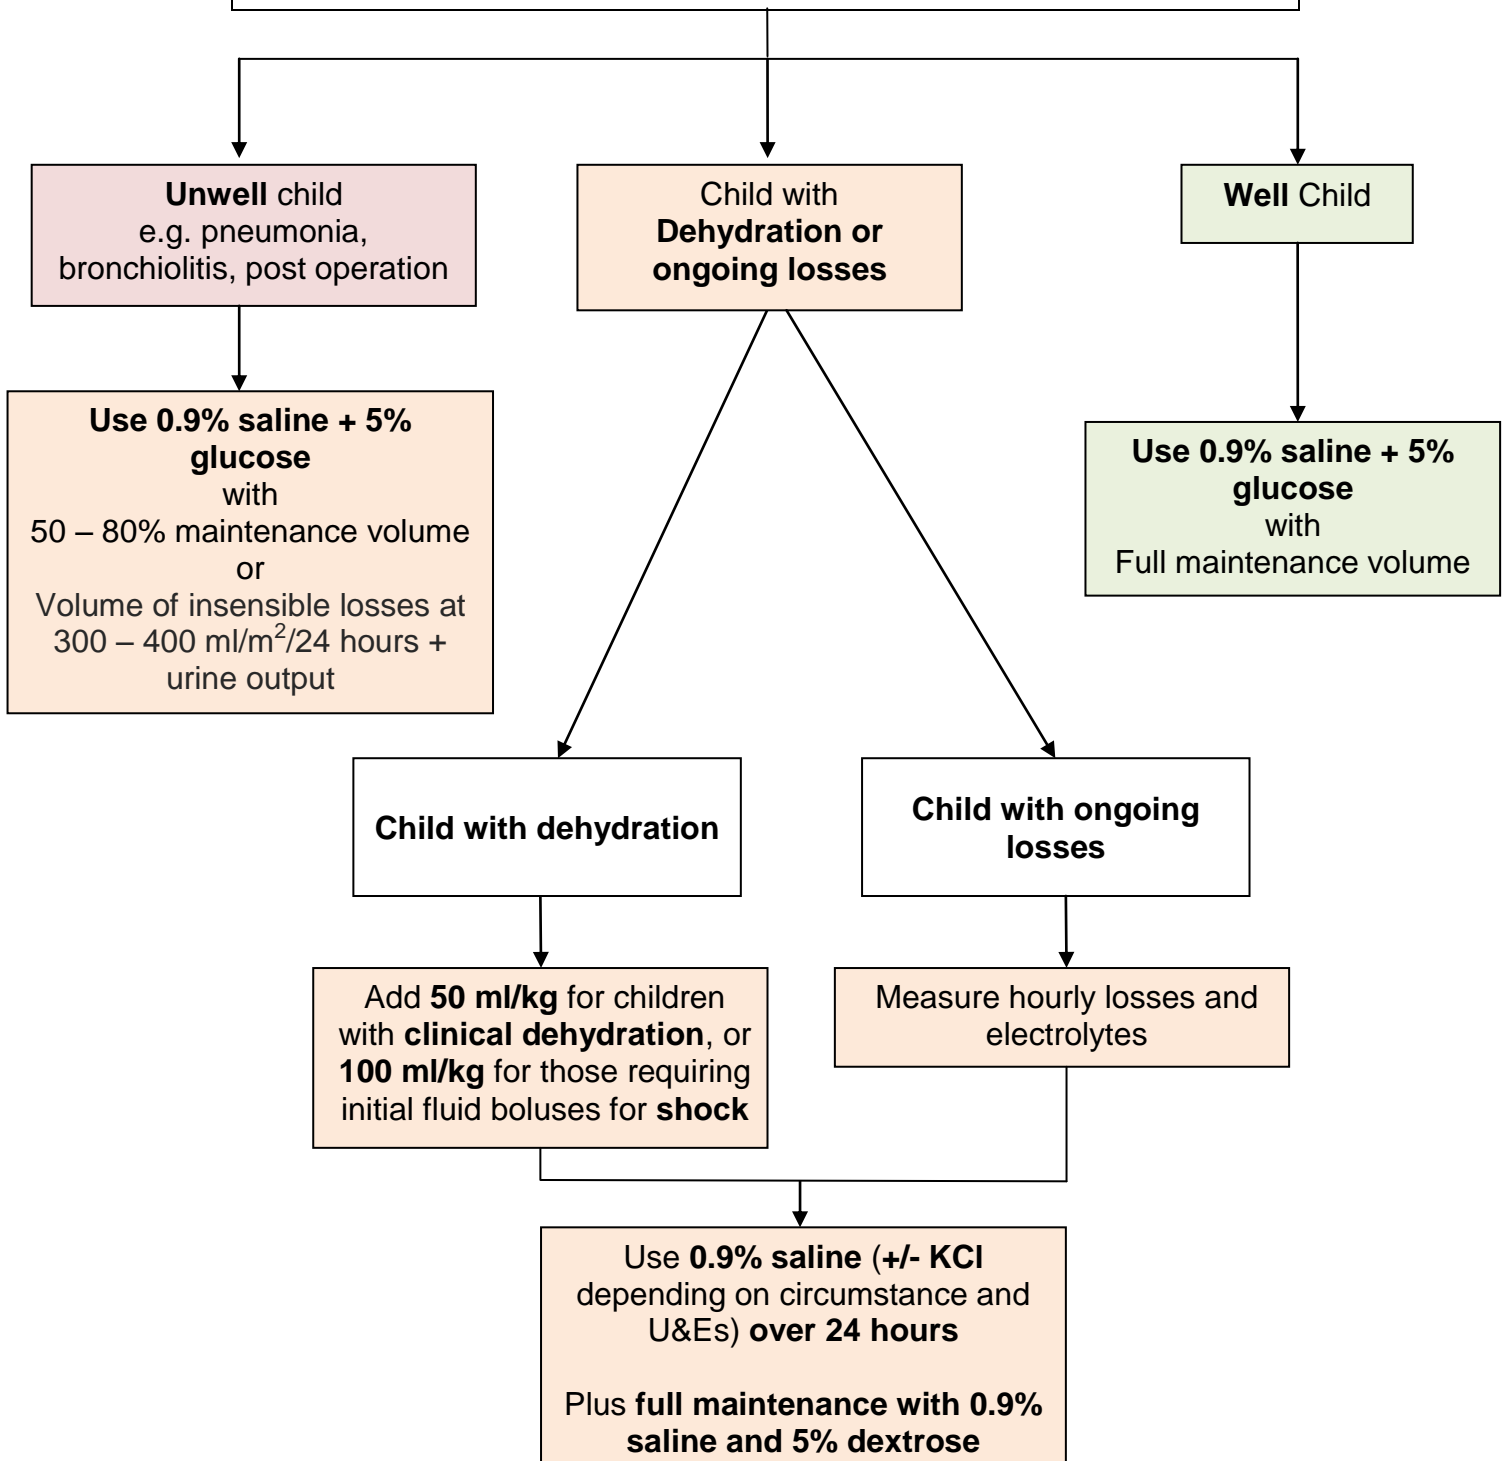 Unwell child
e.g. pneumonia,
bronchiolitis, post operation
Child with
Dehydration or
ongoing losses
Well Child
Use 0.9% saline + 5%
glucose
with
50 – 80% maintenance volume
or
Volume of insensible losses at
300 – 400 ml/m²/24 hours +
urine output
Use 0.9% saline + 5%
glucose
with
Full maintenance volume
Child with dehydration
Child with ongoing
losses
Add 50 ml/kg for children
with clinical dehydration, or
100 ml/kg for those requiring
initial fluid boluses for shock
Measure hourly losses and
electrolytes
Use 0.9% saline (+/- KCl
depending on circumstance and
U&Es) over 24 hours
Plus full maintenance with 0.9%
saline and 5% dextrose